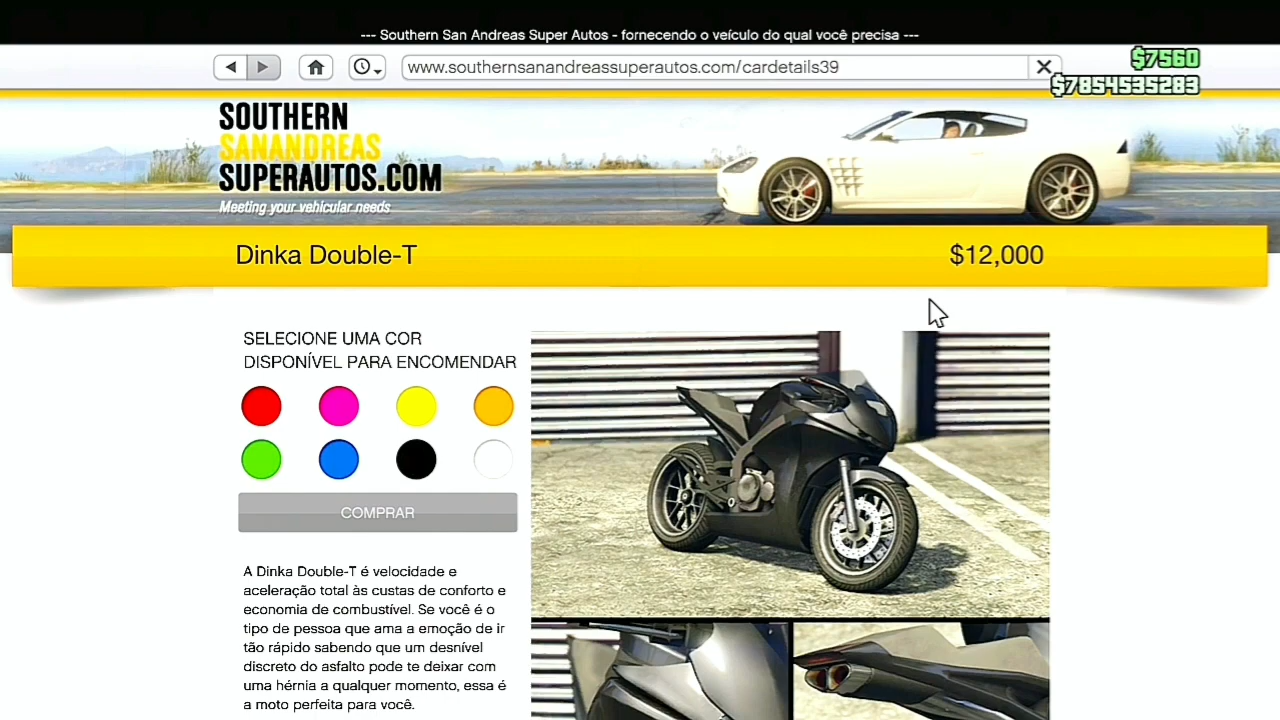 --- Southern San Andreas Super Autos - fornecendo o veículo do qual você precisa ---
www.southernsanandreassuperautos.com/cardetails39
$7560
$7854535283
SOUTHERN
SANANDREAS
SUPERAUTOS.COM
Meeting your vehicular needs
Dinka Double-T
$12,000
SELECIONE UMA COR
DISPONÍVEL PARA ENCOMENDAR
COMPRAR
A Dinka Double-T é velocidade e
aceleração total às custas de conforto e
economia de combustível. Se você é o
tipo de pessoa que ama a emoção de ir
tão rápido sabendo que um desnível
discreto do asfalto pode te deixar com
uma hérnia a qualquer momento, essa é
a moto perfeita para você.